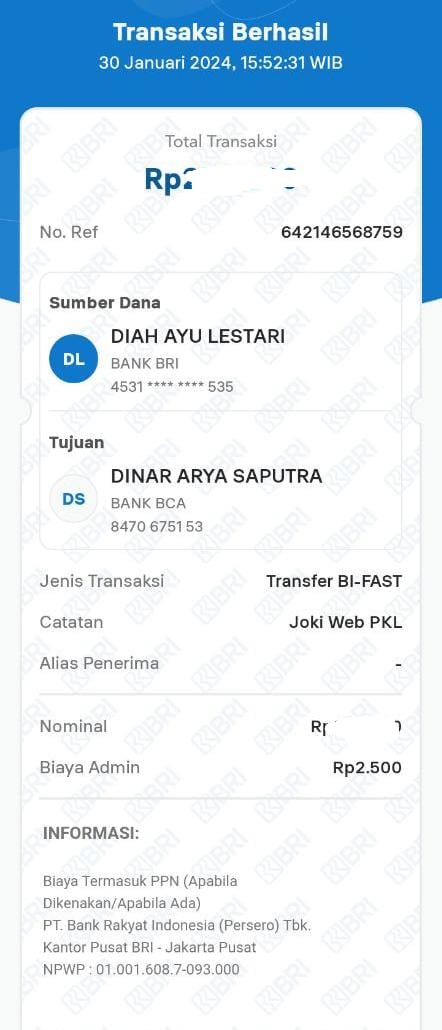 Transaksi Berhasil
30 Januari 2024, 15:52:31 WIB
Total Transaksi
No. Ref 642146568759
Sumber Dana
DL
DIAH AYU LESTARI
BANK BRI
4531 **** **** 535
Tujuan
DS
DINAR ARYA SAPUTRA
BANK BCA
8470 6751 53
Jenis Transaksi Transfer BI-FAST
Catatan Joki Web PKL
Alias Penerima -
Nominal
Biaya Admin Rp2.500
INFORMASI:
Biaya Termasuk PPN (Apabila
Dikenakan/Apabila Ada)
PT. Bank Rakyat Indonesia (Persero) Tbk.
Kantor Pusat BRI - Jakarta Pusat
NPWP : 01.001.608.7-093.000